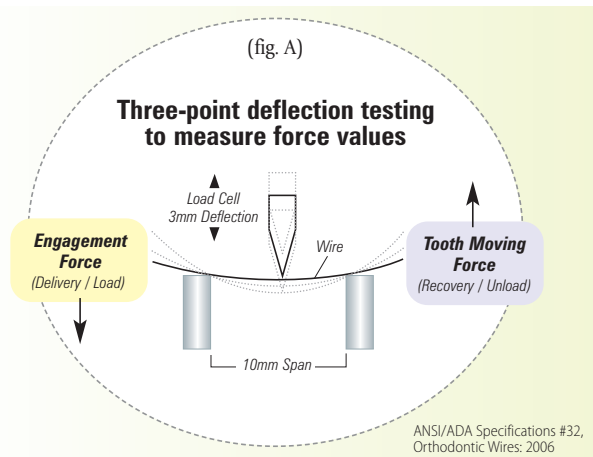 (fig. A)
Three-point deflection testing
to measure force values
Load Cell
3mm Deflection
Engagement
Force
(Delivery / Load)
Wire
Tooth Moving
Force
(Recovery / Unload)
10mm Span
ANSI/ADA Specifications #32,
Orthodontic Wires: 2006